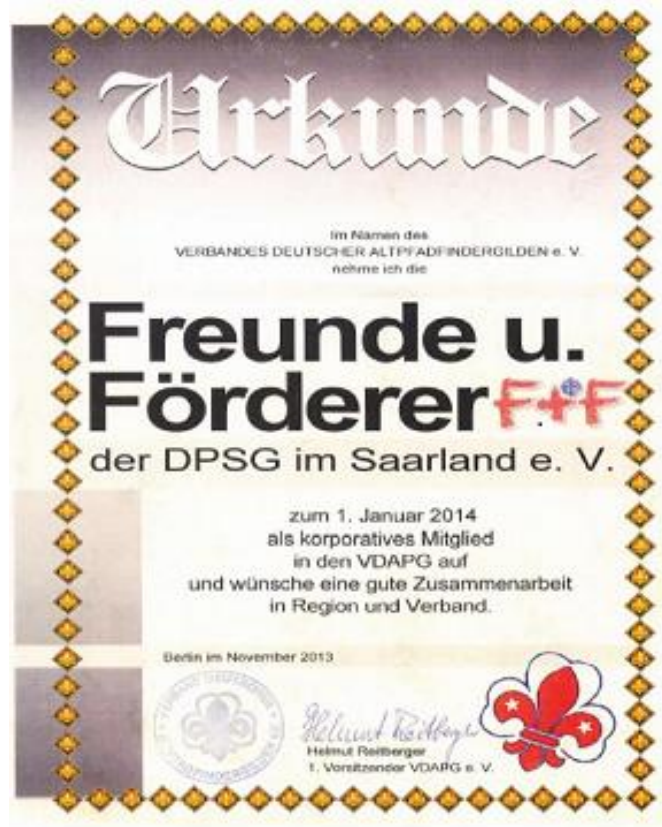 Urkunde
Im Namen des
VERBANDES DEUTSCHER ALTPFADFINDERGILDEN e. V.
nehme ich die
Freunde u.
Förderer F+F
der DPSG im Saarland e. V.
zum 1. Januar 2014
als korporatives Mitglied
in den VDAPG auf
und wünsche eine gute Zusammenarbeit
in Region und Verband.
Berlin im November 2013
VERBAND DEUTSCHER
Helmut Reitberger
Helmut Reitberger
1. Vorsitzender VDAPG e. V.